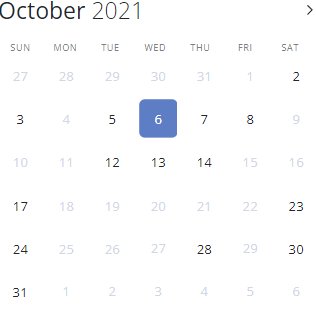 October 2021
SUN MON TUE WED THU FRI SAT
27 28 29 30 31 1 2
3 4 5 6 7 8 9
10 11 12 13 14 15 16
17 18 19 20 21 22 23
24 25 26 27 28 29 30
31 1 2 3 4 5 6